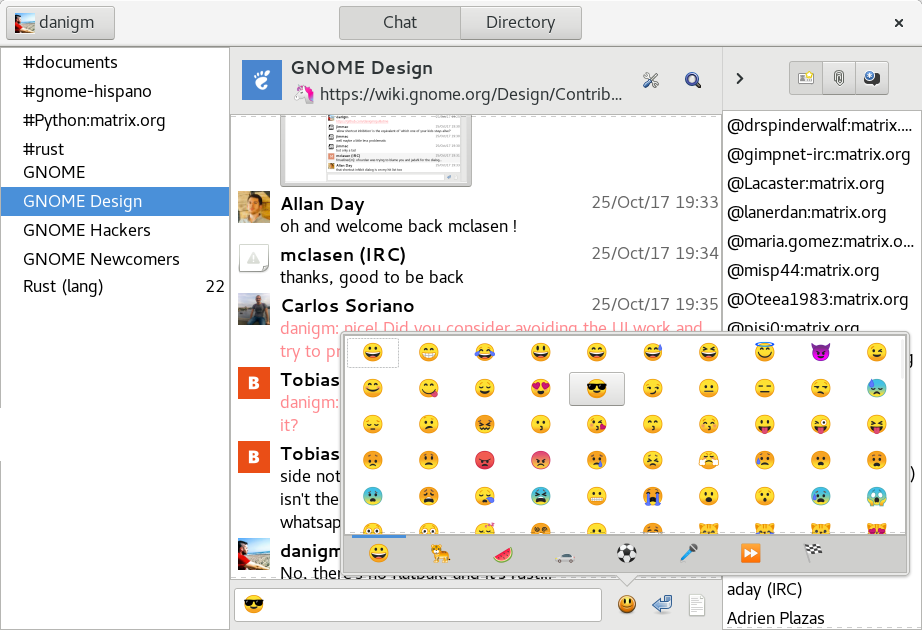 danigm
Chat
Directory
#documents
#gnome-hispano
#Python:matrix.org
#rust
GNOME
GNOME Design
GNOME Hackers
GNOME Newcomers
Rust (lang)
22
GNOME Design
🦄 https://wiki.gnome.org/Design/Contrib...
Allan Day
25/Oct/17 19:33
oh and welcome back mclasen !
mclasen (IRC)
25/Oct/17 19:34
thanks, good to be back
Carlos Soriano
25/Oct/17 19:35
danigm: nice! Did you consider avoiding the UI work and
try to pr
B
Tobias
danigm:
it?
B
Tobias
side not
isn't the
whatsap
danigm
No, there's no flatpak, and it's rust...
😎
@drspinderwalf:matrix....
@gimpnet-irc:matrix.org
@Lacaster:matrix.org
@lanerdan:matrix.org
@maria.gomez:matrix.o...
@misp44:matrix.org
@Oteea1983:matrix.org
@pisi0:matrix.org
aday (IRC)
Adrien Plazas